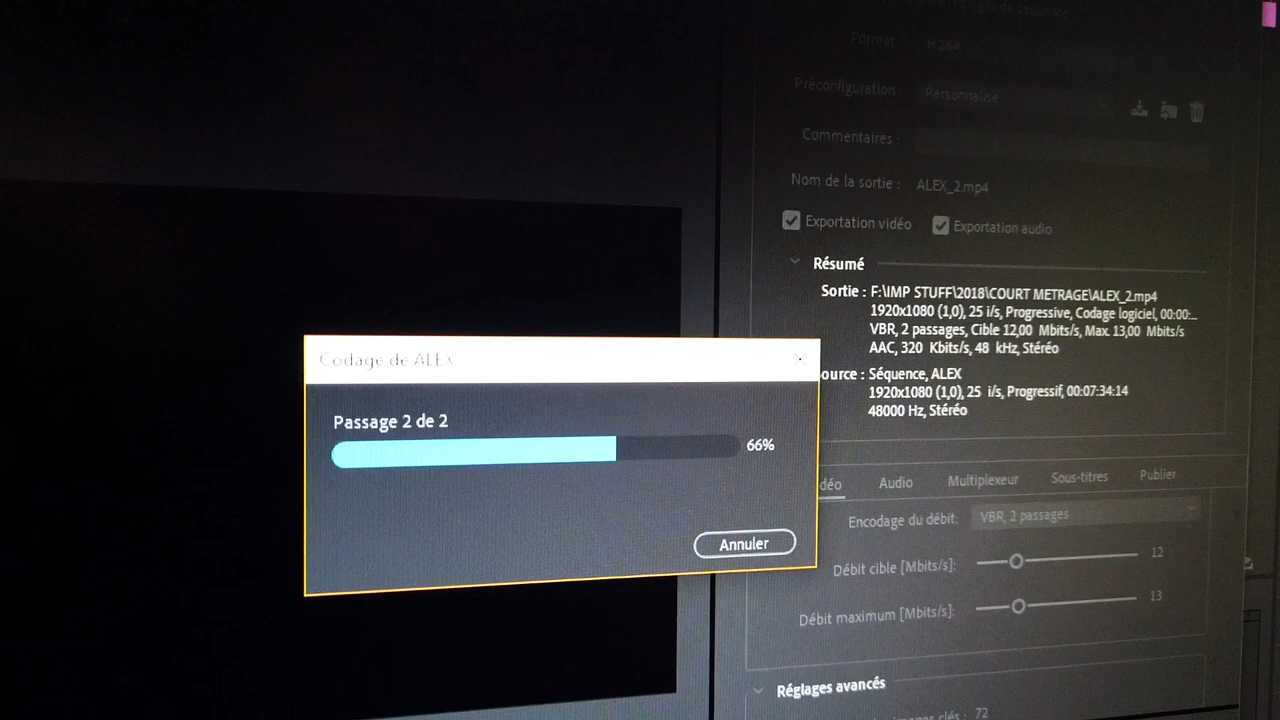 Format
H.264
Préconfiguration :
Personnalisé
Commentaires :
Nom de la sortie :
ALEX_2.mp4
Exportation vidéo
Exportation audio
Résumé
Sortie : F:\IMP STUFF\2018\COURT METRAGE\ALEX_2.mp4
1920x1080 (1,0), 25 i/s, Progressive, Codage logiciel, 00:00:...
VBR, 2 passages, Cible 12,00 Mbits/s, Max. 13,00 Mbits/s
AAC, 320 Kbits/s, 48 kHz, Stéréo
ource : Séquence, ALEX
1920x1080 (1,0), 25 i/s, Progressif, 00:07:34:14
48000 Hz, Stéréo
Codage de ALEX
Passage 2 de 2
66%
Annuler
déo
Audio
Multiplexeur
Sous-titres
Publier
Encodage du débit:
VBR, 2 passages
Débit cible [Mbits/s]:
12
Débit maximum [Mbits/s]:
13
Réglages avancés
clés : 72